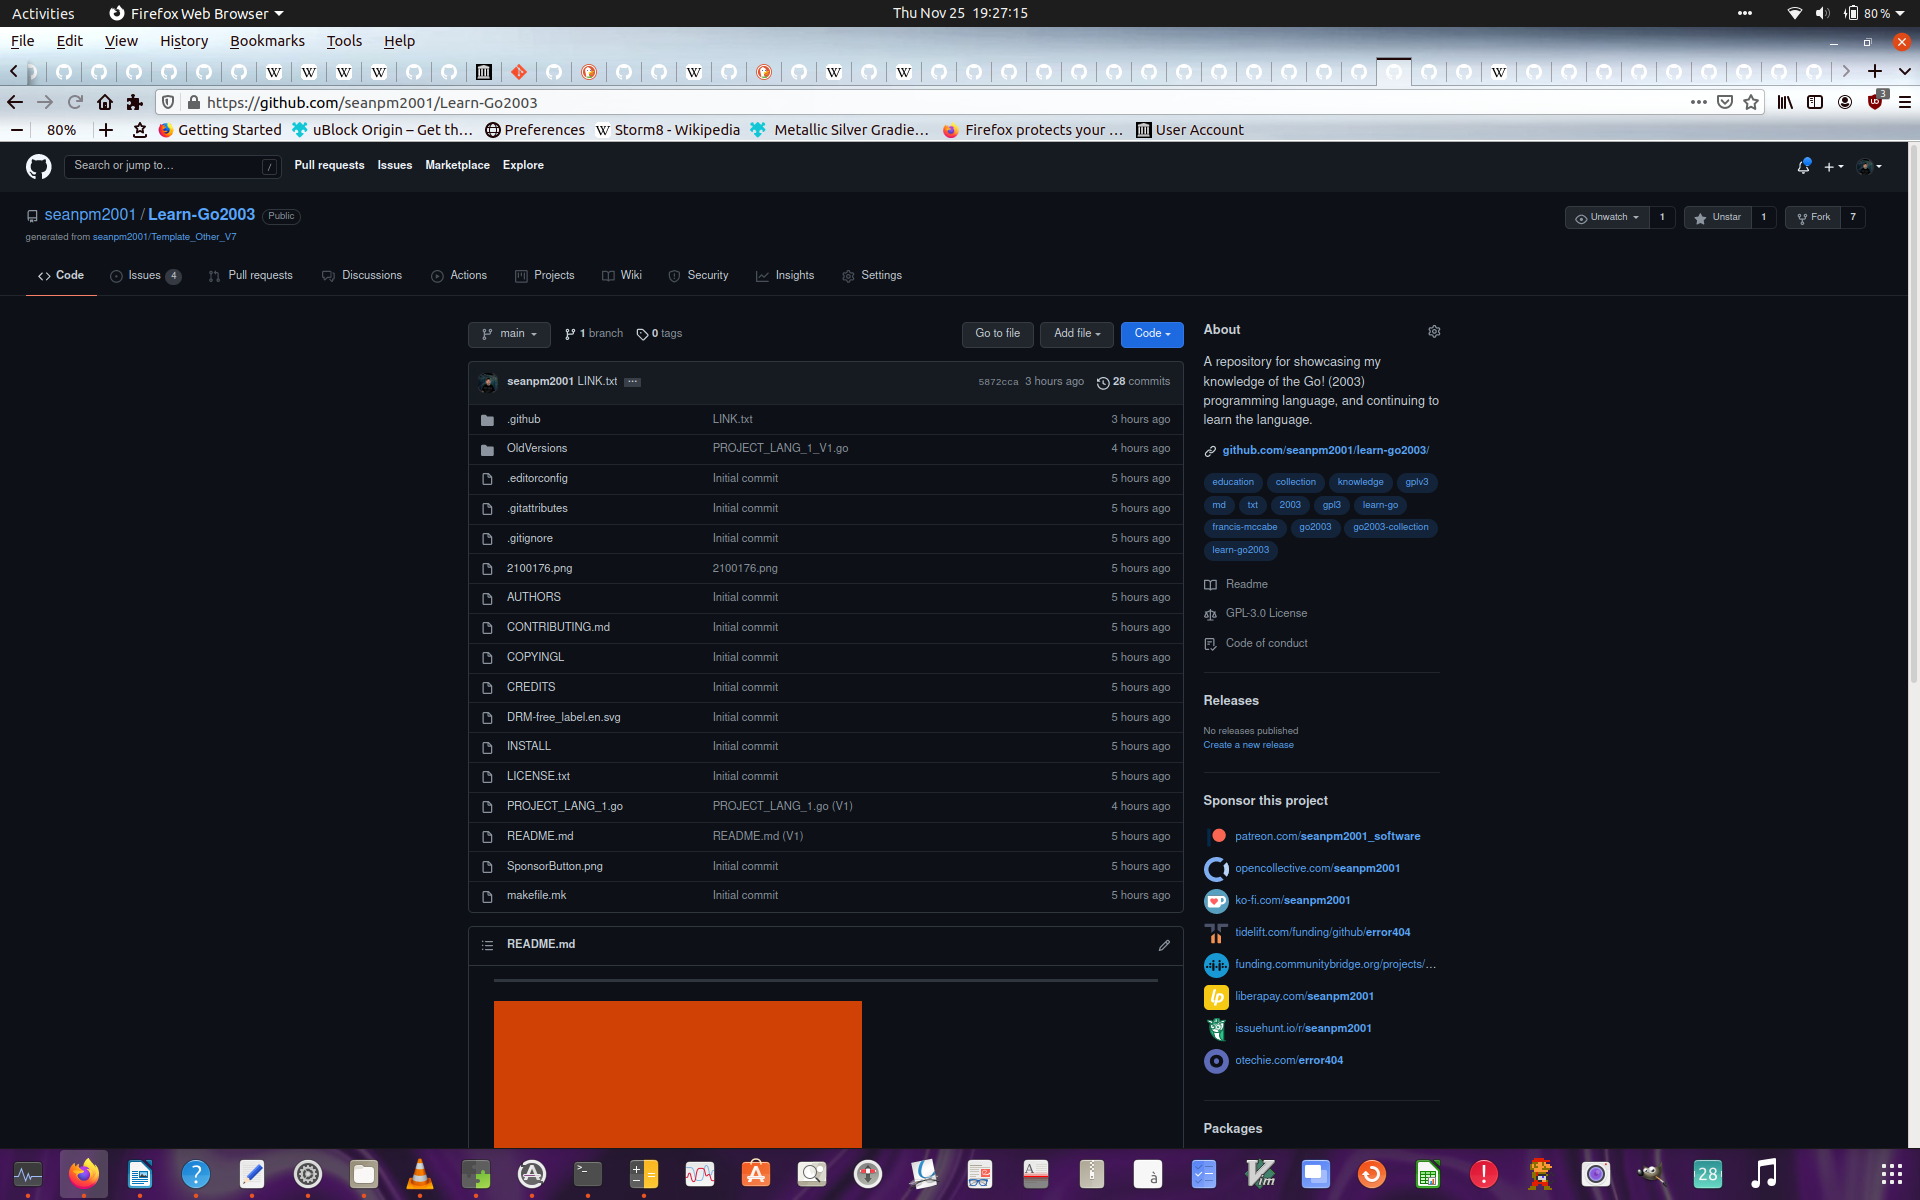 Activities Firefox Web Browser Thu Nov 25 19:27:15 80 %
File Edit View History Bookmarks Tools Help
https://github.com/seanpm2001/Learn-Go2003 3
80% Getting Started uBlock Origin – Get th… Preferences Storm8 - Wikipedia Metallic Silver Gradie… Firefox protects your … User Account
Search or jump to… / Pull requests Issues Marketplace Explore
seanpm2001 / Learn-Go2003 Public Unwatch 1 Unstar 1 Fork 7
generated from seanpm2001/Template_Other_V7
Code Issues 4 Pull requests Discussions Actions Projects Wiki Security Insights Settings
main 1 branch 0 tags Go to file Add file Code
seanpm2001 LINK.txt ··· 5872cca 3 hours ago 28 commits
.github LINK.txt 3 hours ago
OldVersions PROJECT_LANG_1_V1.go 4 hours ago
.editorconfig Initial commit 5 hours ago
.gitattributes Initial commit 5 hours ago
.gitignore Initial commit 5 hours ago
2100176.png 2100176.png 5 hours ago
AUTHORS Initial commit 5 hours ago
CONTRIBUTING.md Initial commit 5 hours ago
COPYINGL Initial commit 5 hours ago
CREDITS Initial commit 5 hours ago
DRM-free_label.en.svg Initial commit 5 hours ago
INSTALL Initial commit 5 hours ago
LICENSE.txt Initial commit 5 hours ago
PROJECT_LANG_1.go PROJECT_LANG_1.go (V1) 4 hours ago
README.md README.md (V1) 5 hours ago
SponsorButton.png Initial commit 5 hours ago
makefile.mk Initial commit 5 hours ago
README.md
About
A repository for showcasing my
knowledge of the Go! (2003)
programming language, and continuing to
learn the language.
github.com/seanpm2001/learn-go2003/
education collection knowledge gplv3
md txt 2003 gpl3 learn-go
francis-mccabe go2003 go2003-collection
learn-go2003
Readme
GPL-3.0 License
Code of conduct
Releases
No releases published
Create a new release
Sponsor this project
patreon.com/seanpm2001_software
opencollective.com/seanpm2001
ko-fi.com/seanpm2001
tidelift.com/funding/github/error404
funding.communitybridge.org/projects/…
liberapay.com/seanpm2001
issuehunt.io/r/seanpm2001
otechie.com/error404
Packages
28